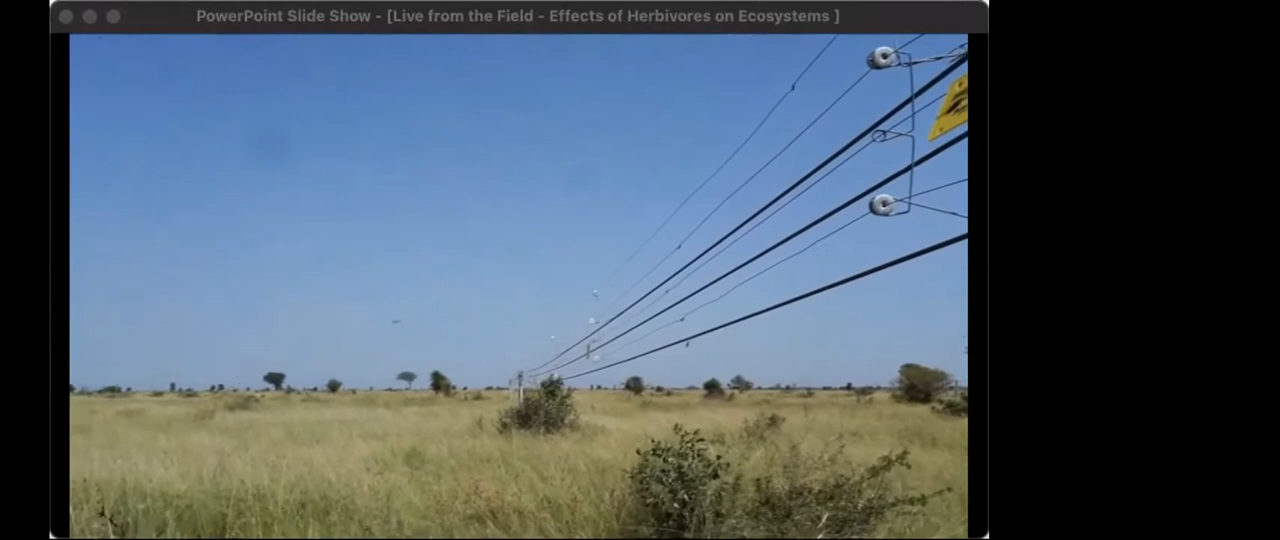 PowerPoint Slide Show - [Live from the Field - Effects of Herbivores on Ecosystems ]